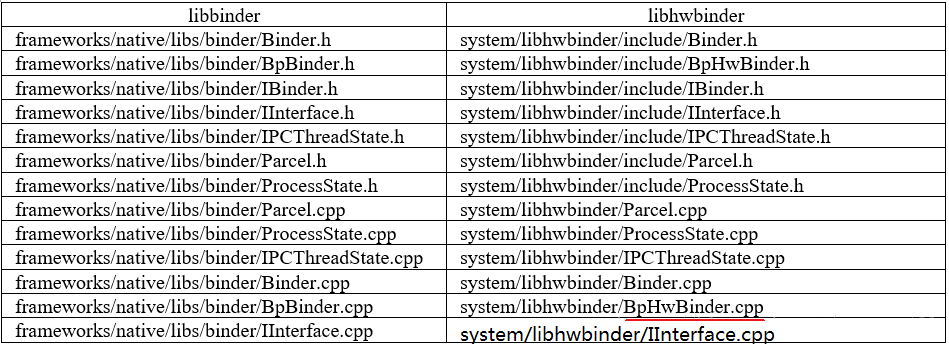 libbinder libhwbinder
frameworks/native/libs/binder/Binder.h system/libhwbinder/include/Binder.h
frameworks/native/libs/binder/BpBinder.h system/libhwbinder/include/BpHwBinder.h
frameworks/native/libs/binder/IBinder.h system/libhwbinder/include/IBinder.h
frameworks/native/libs/binder/IInterface.h system/libhwbinder/include/IInterface.h
frameworks/native/libs/binder/IPCThreadState.h system/libhwbinder/include/IPCThreadState.h
frameworks/native/libs/binder/Parcel.h system/libhwbinder/include/Parcel.h
frameworks/native/libs/binder/ProcessState.h system/libhwbinder/include/ProcessState.h
frameworks/native/libs/binder/Parcel.cpp system/libhwbinder/Parcel.cpp
frameworks/native/libs/binder/ProcessState.cpp system/libhwbinder/ProcessState.cpp
frameworks/native/libs/binder/IPCThreadState.cpp system/libhwbinder/IPCThreadState.cpp
frameworks/native/libs/binder/Binder.cpp system/libhwbinder/Binder.cpp
frameworks/native/libs/binder/BpBinder.cpp system/libhwbinder/BpHwBinder.cpp
frameworks/native/libs/binder/IInterface.cpp system/libhwbinder/IInterface.cpp